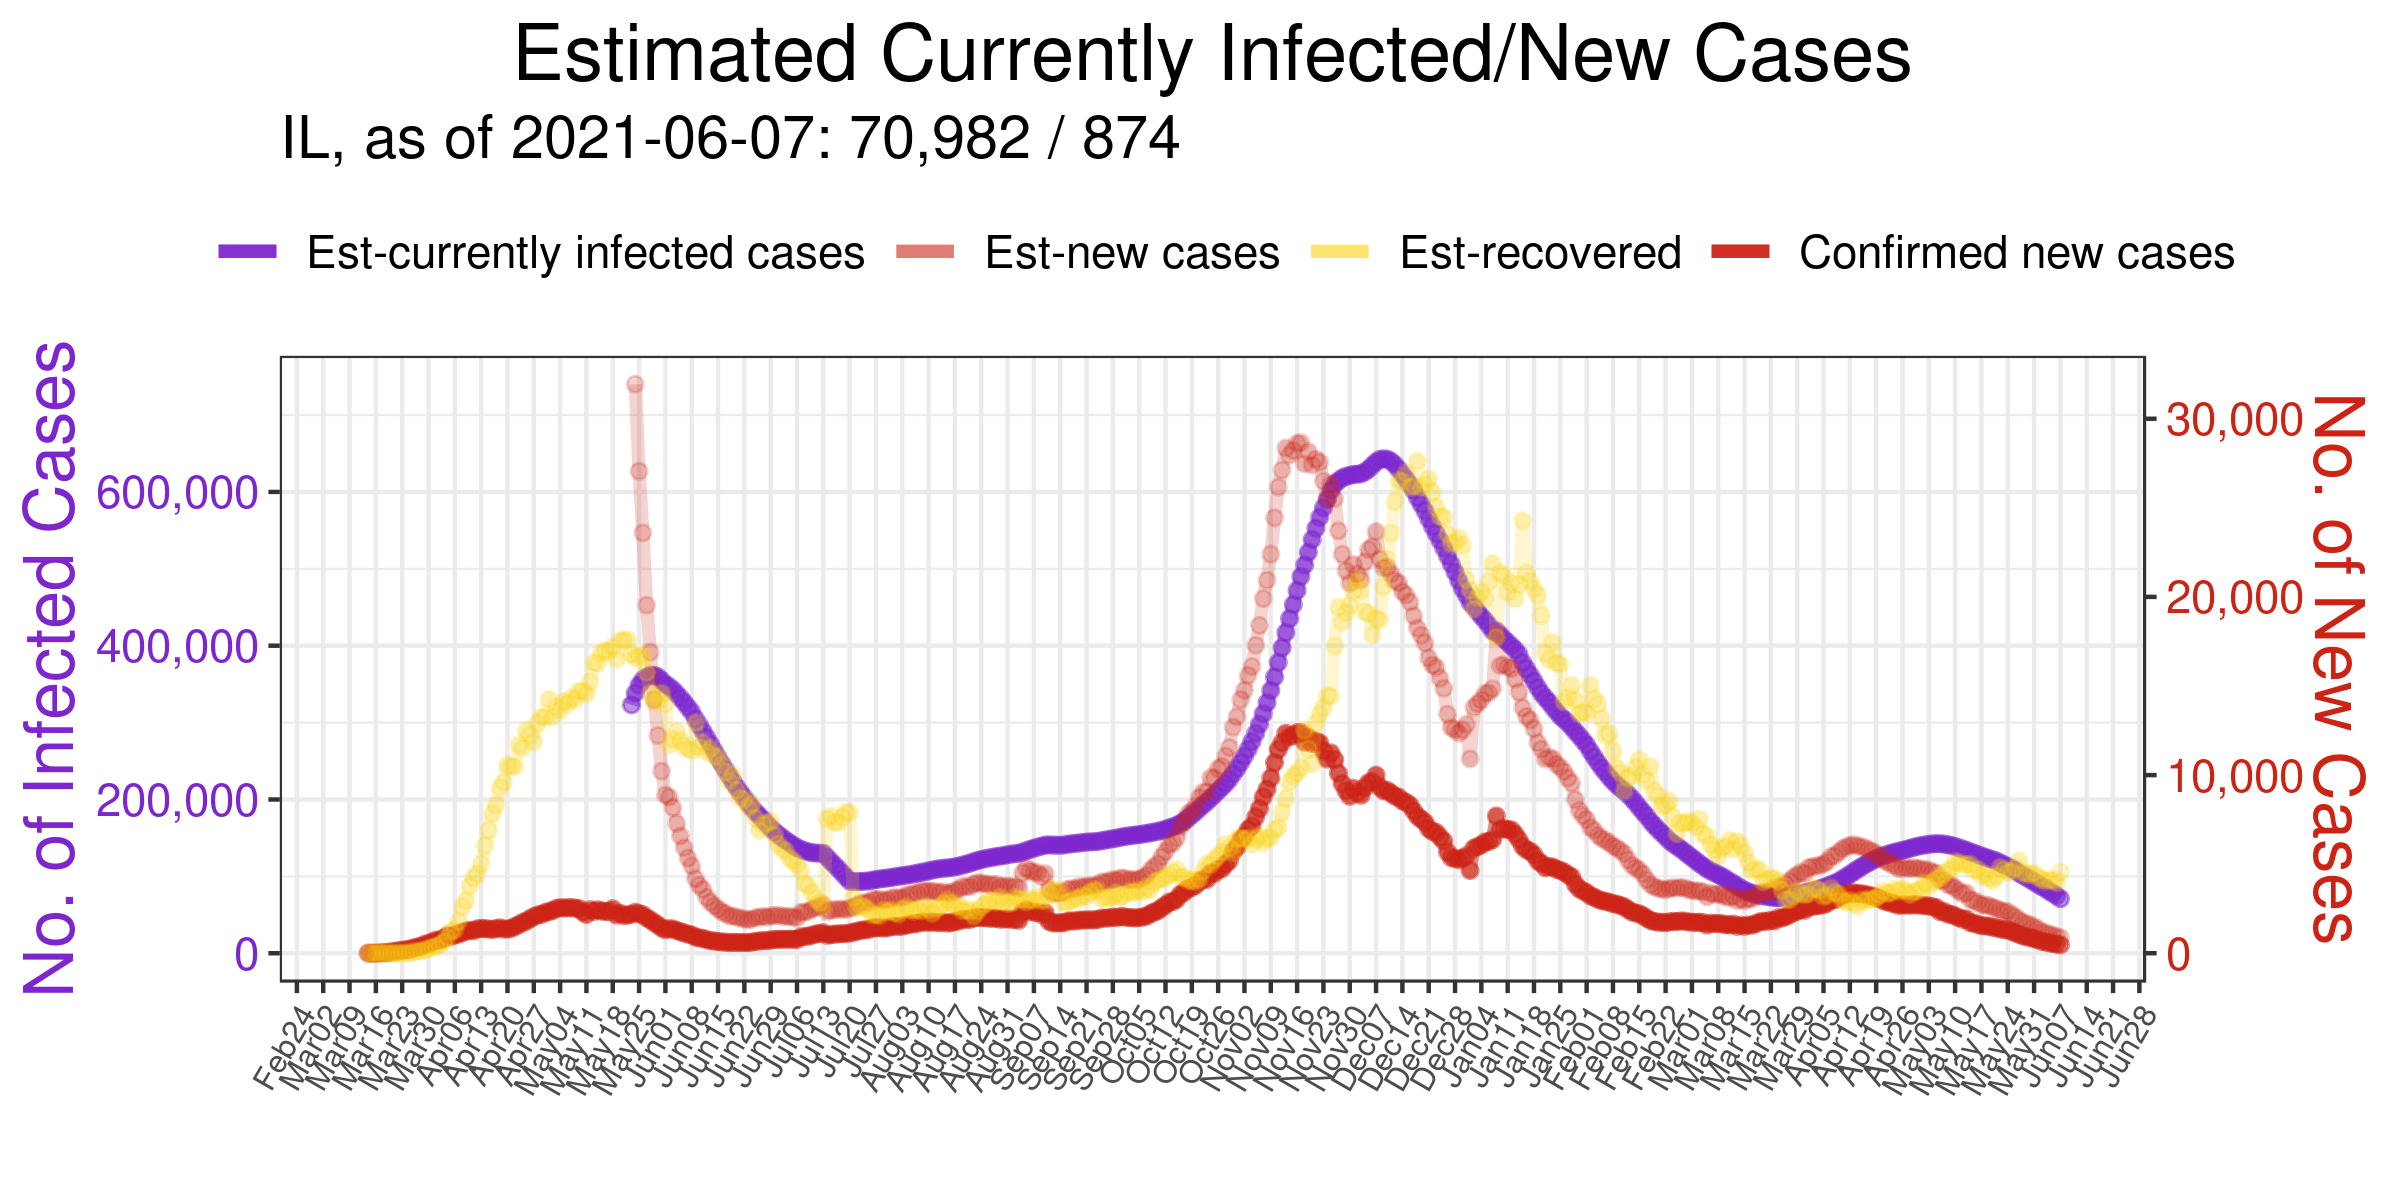 Estimated Currently Infected/New Cases
IL, as of 2021-06-07: 70,982 / 874
Est-currently infected cases Est-new cases Est-recovered Confirmed new cases
No. of Infected Cases
600,000
400,000
200,000
0
30,000
20,000
10,000
0
No. of New Cases
Feb24
Mar02
Mar09
Mar16
Mar23
Mar30
Apr06
Apr13
Apr20
Apr27
May04
May11
May18
May25
Jun01
Jun08
Jun15
Jun22
Jun29
Jul06
Jul13
Jul20
Jul27
Aug03
Aug10
Aug17
Aug24
Aug31
Sep07
Sep14
Sep21
Sep28
Oct05
Oct12
Oct19
Oct26
Nov02
Nov09
Nov16
Nov23
Nov30
Dec07
Dec14
Dec21
Dec28
Jan04
Jan11
Jan18
Jan25
Feb01
Feb08
Feb15
Feb22
Mar01
Mar08
Mar15
Mar22
Mar29
Apr05
Apr12
Apr19
Apr26
May03
May10
May17
May24
May31
Jun07
Jun14
Jun21
Jun28